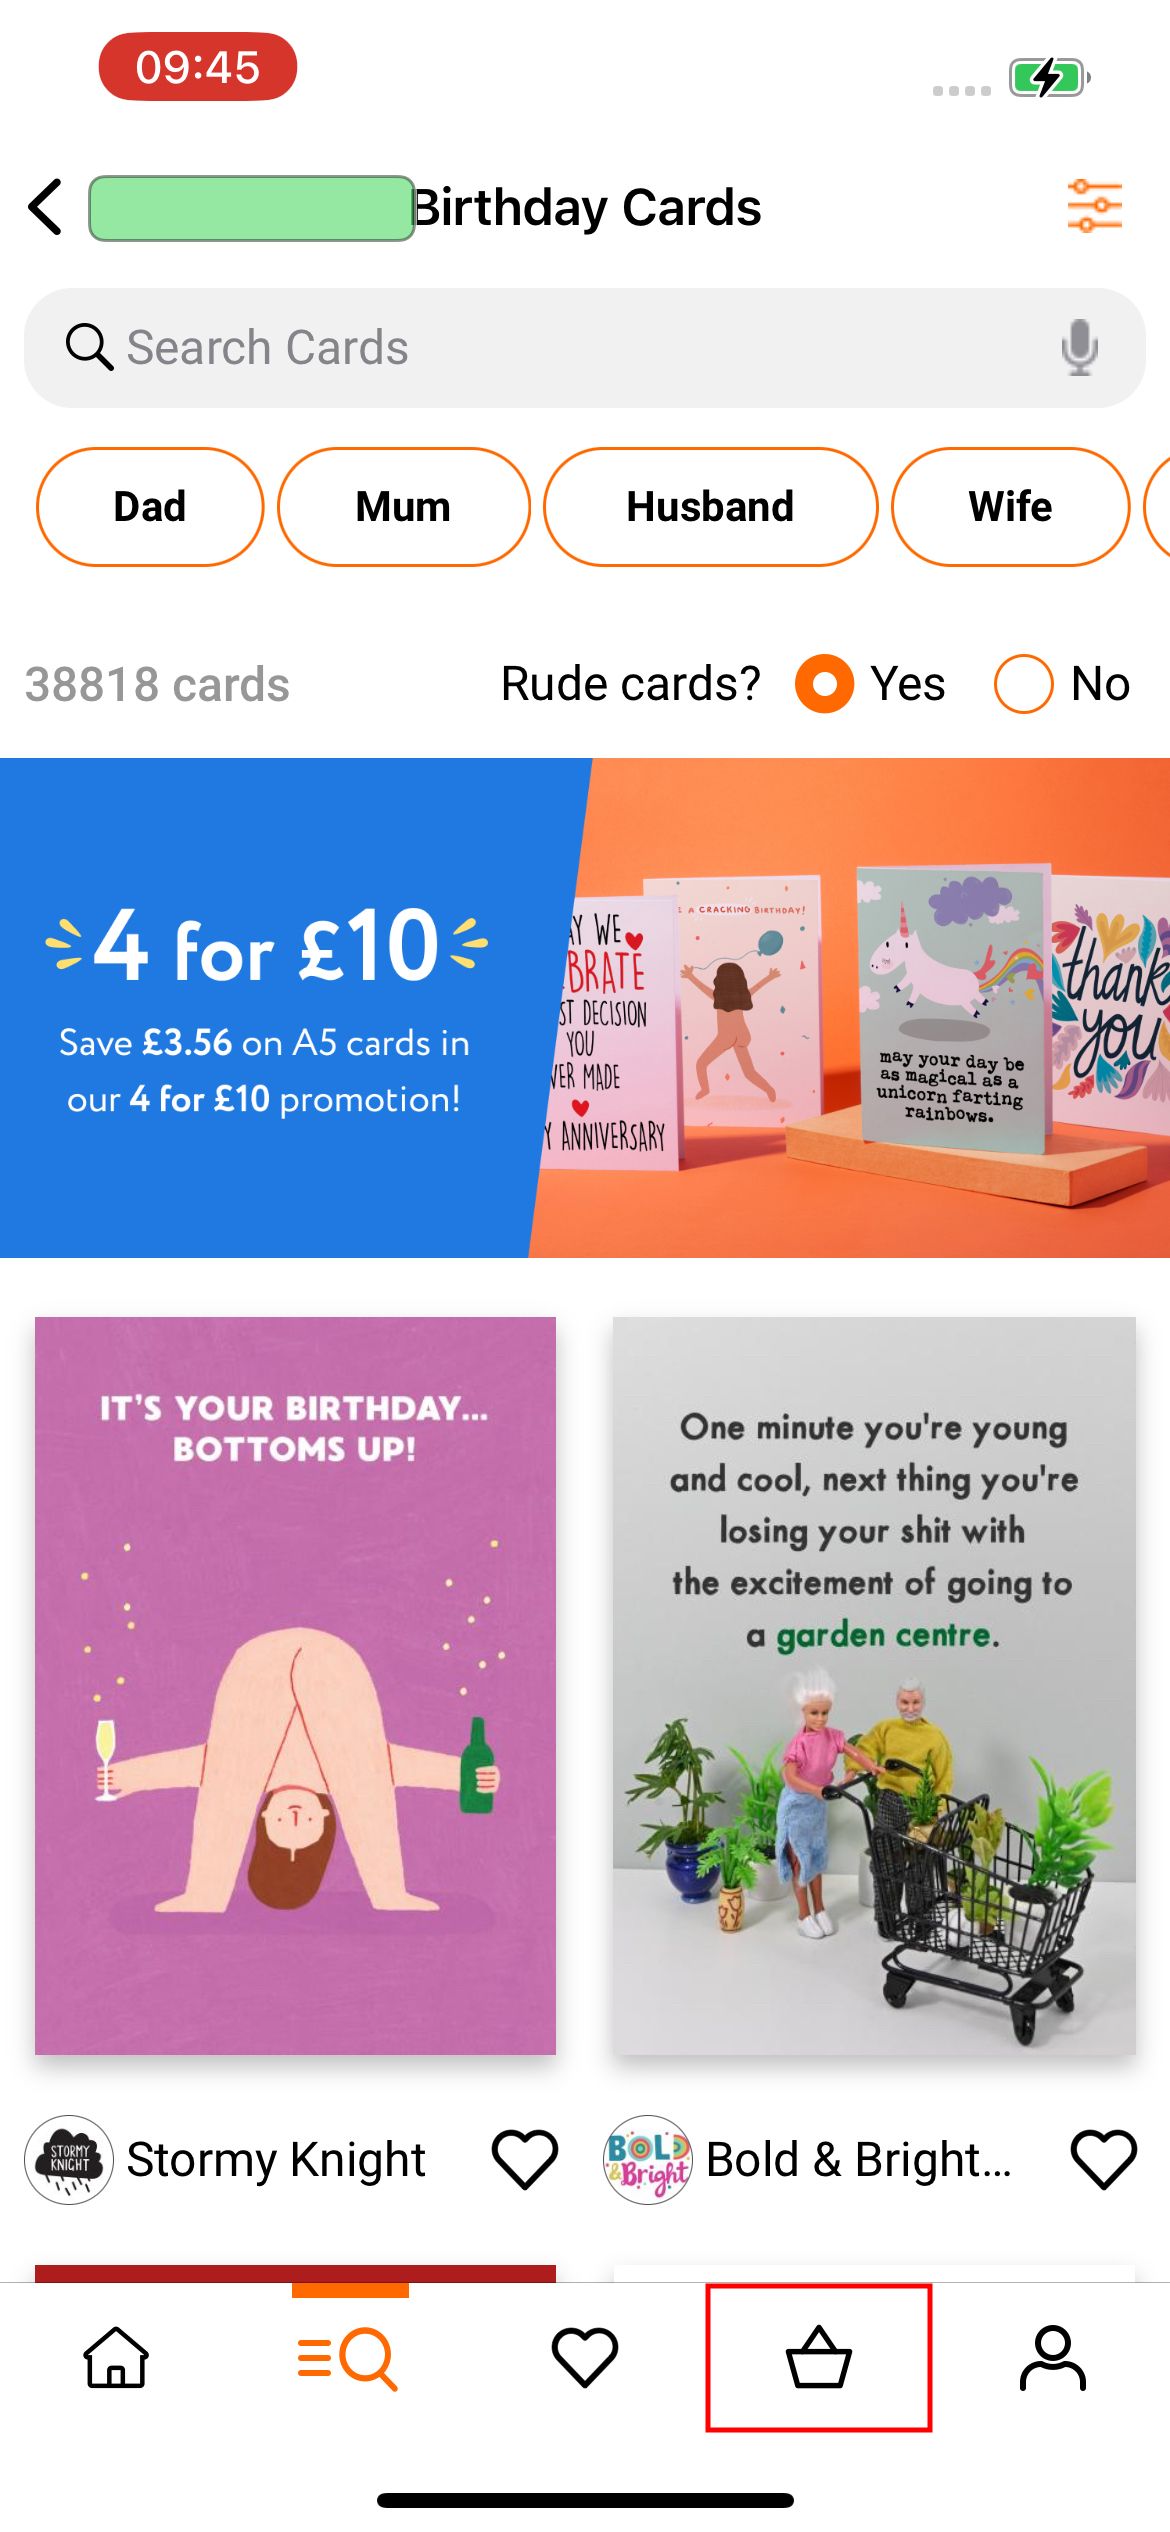 09:45
Birthday Cards
Search Cards
Dad
Mum
Husband
Wife
38818 cards
Rude cards?
Yes
No
4 for £10
Save £3.56 on A5 cards in
our 4 for £10 promotion!
AY WE
BRATE
ST DECISION
YOU
VER MADE
Y ANNIVERSARY
E A CRACKING BIRTHDAY!
may your day be
as magical as a
unicorn farting
rainbows.
thank
you
IT'S YOUR BIRTHDAY...
BOTTOMS UP!
One minute you're young
and cool, next thing you're
losing your shit with
the excitement of going to
a garden centre.
STORMY
KNIGHT
Stormy Knight
BOLD
& Bright
Bold & Bright...